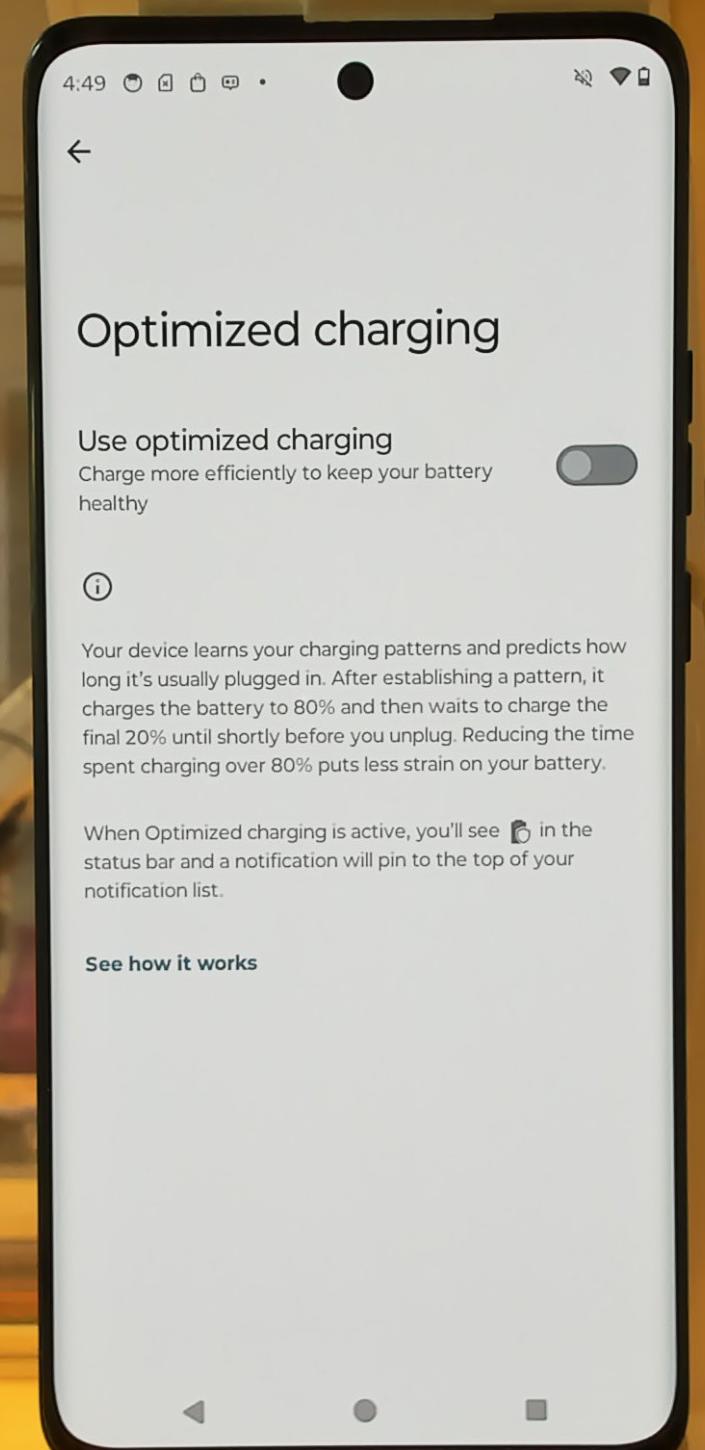 4:49
Optimized charging
Use optimized charging
Charge more efficiently to keep your battery
healthy
Your device learns your charging patterns and predicts how
long it's usually plugged in. After establishing a pattern, it
charges the battery to 80% and then waits to charge the
final 20% until shortly before you unplug. Reducing the time
spent charging over 80% puts less strain on your battery.
When Optimized charging is active, you'll see in the
status bar and a notification will pin to the top of your
notification list.
See how it works